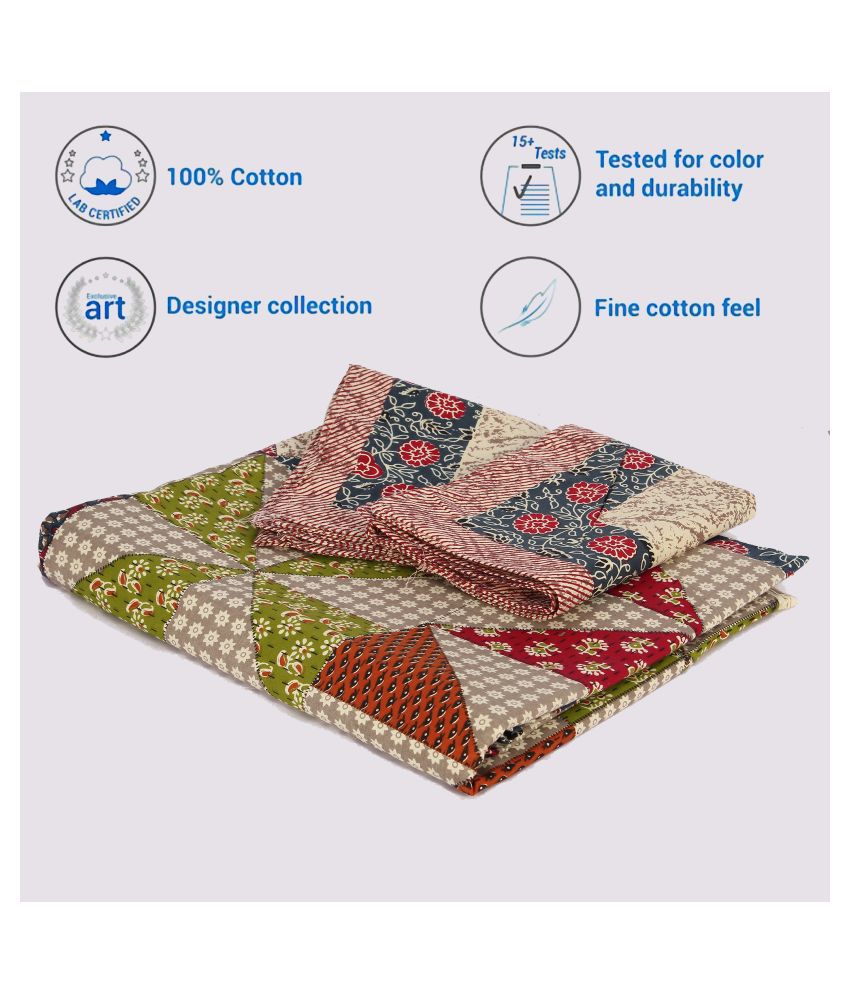 LAB CERTIFIED
100% Cotton
15+
Tests
Tested for color
and durability
Exclusive
art
Designer collection
Fine cotton feel